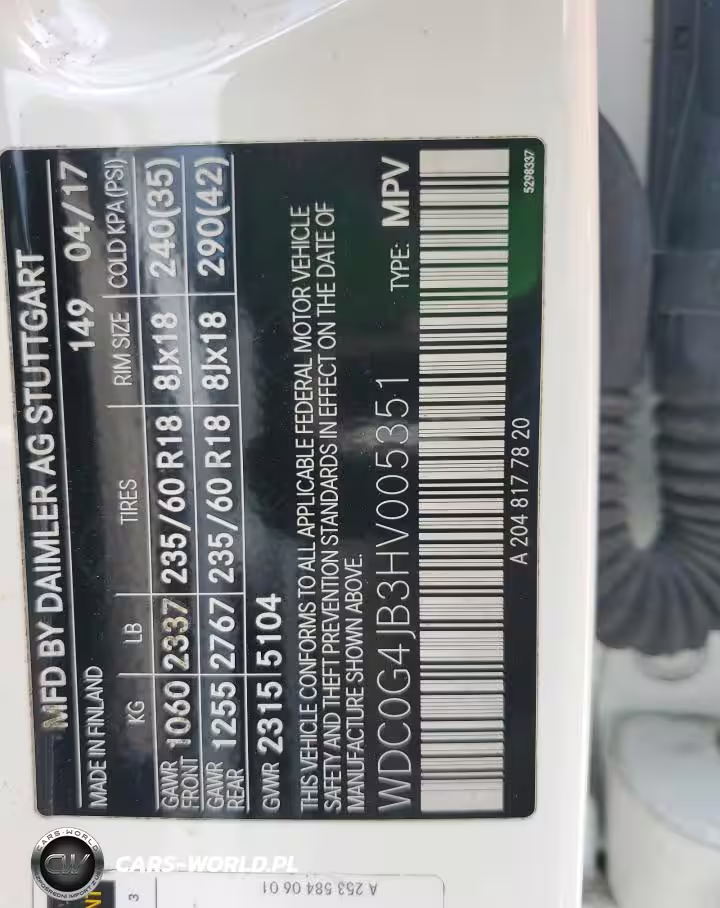 MFD BY DAIMLER AG STUTTGART
MADE IN FINLAND 149 04/17
KG LB TIRES RIM SIZE COLD KPA(PSI)
GAWR FRONT 1060 2337 235/60 R18 8Jx18 240(35)
GAWR REAR 1255 2767 235/60 R18 8Jx18 290(42)
GVWR 2315 5104
THIS VEHICLE CONFORMS TO ALL APPLICABLE FEDERAL MOTOR VEHICLE
SAFETY AND THEFT PREVENTION STANDARDS IN EFFECT ON THE DATE OF
MANUFACTURE SHOWN ABOVE.
WDC0G4JB3HV005351 TYPE: MPV
A 204 817 78 20
5298337
CARS-WORLD.PL
CARS-WORLD
CW
A 253 584 06 01
3